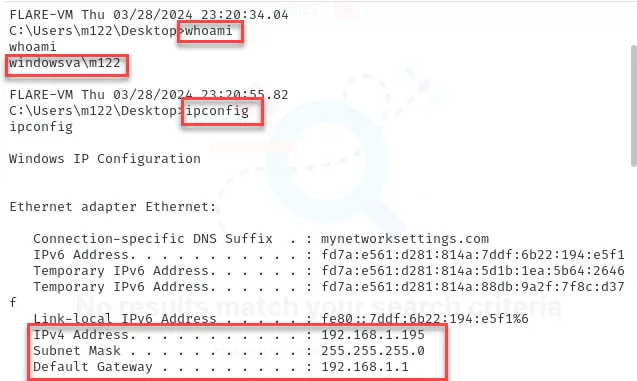 FLARE-VM Thu 03/28/2024 23:20:34.04
C:\Users\m122\Desktop>whoami
whoami
windowsva\m122
FLARE-VM Thu 03/28/2024 23:20:55.82
C:\Users\m122\Desktop>ipconfig
ipconfig
Windows IP Configuration
Ethernet adapter Ethernet:
Connection-specific DNS Suffix  . : mynetworksettings.com
IPv6 Address. . . . . . . . . . . : fd7a:e561:d281:814a:7ddf:6b22:194:e5f1
Temporary IPv6 Address. . . . . . : fd7a:e561:d281:814a:5d1b:1ea:5b64:2646
Temporary IPv6 Address. . . . . . : fd7a:e561:d281:814a:88db:9a2f:7f8c:d37
f
No results match your search criteria
Link-local IPv6 Address . . . . . : fe80::7ddf:6b22:194:e5f1%6
IPv4 Address. . . . . . . . . . . : 192.168.1.195
Subnet Mask . . . . . . . . . . . : 255.255.255.0
Default Gateway . . . . . . . . . : 192.168.1.1